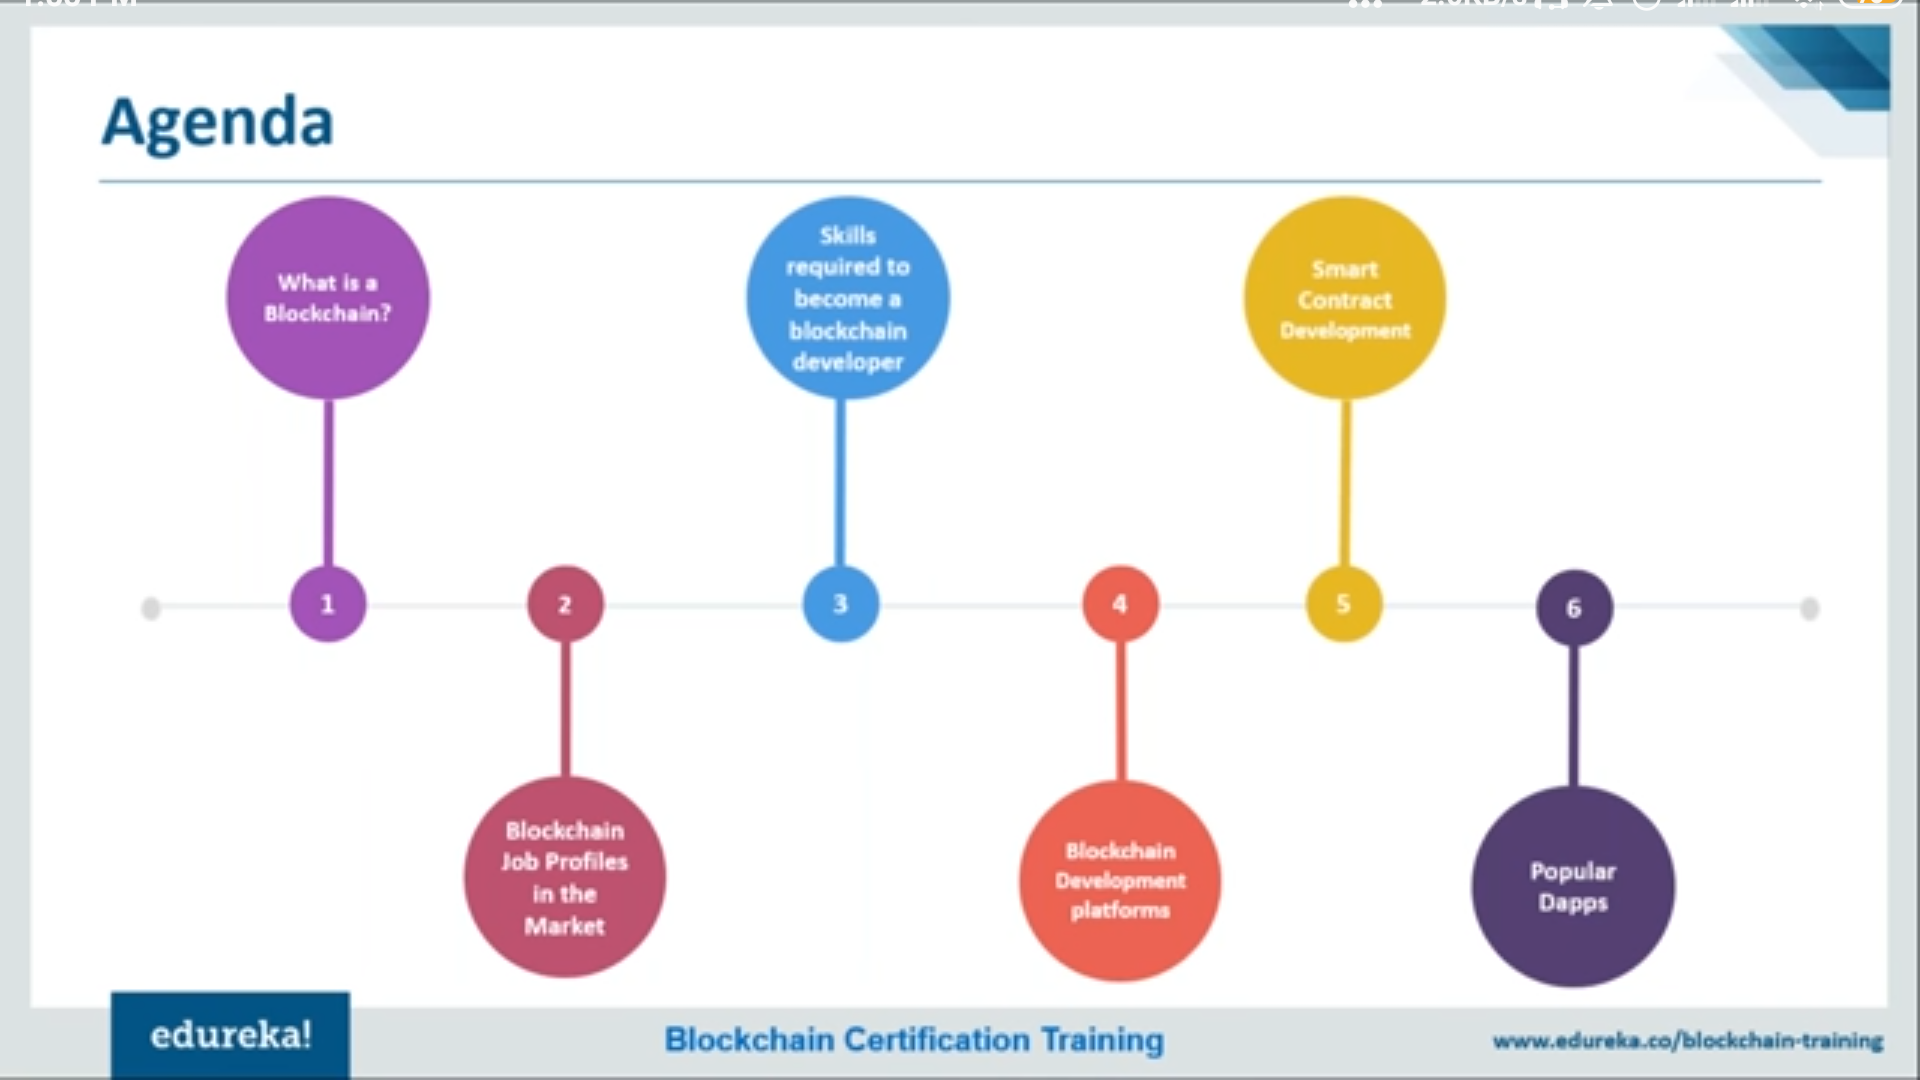 Agenda
What is a
Blockchain?
Skills
required to
become a
blockchain
developer
Smart
Contract
Development
1
2
3
4
5
6
Blockchain
Job Profiles
in the
Market
Blockchain
Development
platforms
Popular
Dapps
edureka!
Blockchain Certification Training
www.edureka.co/blockchain-training